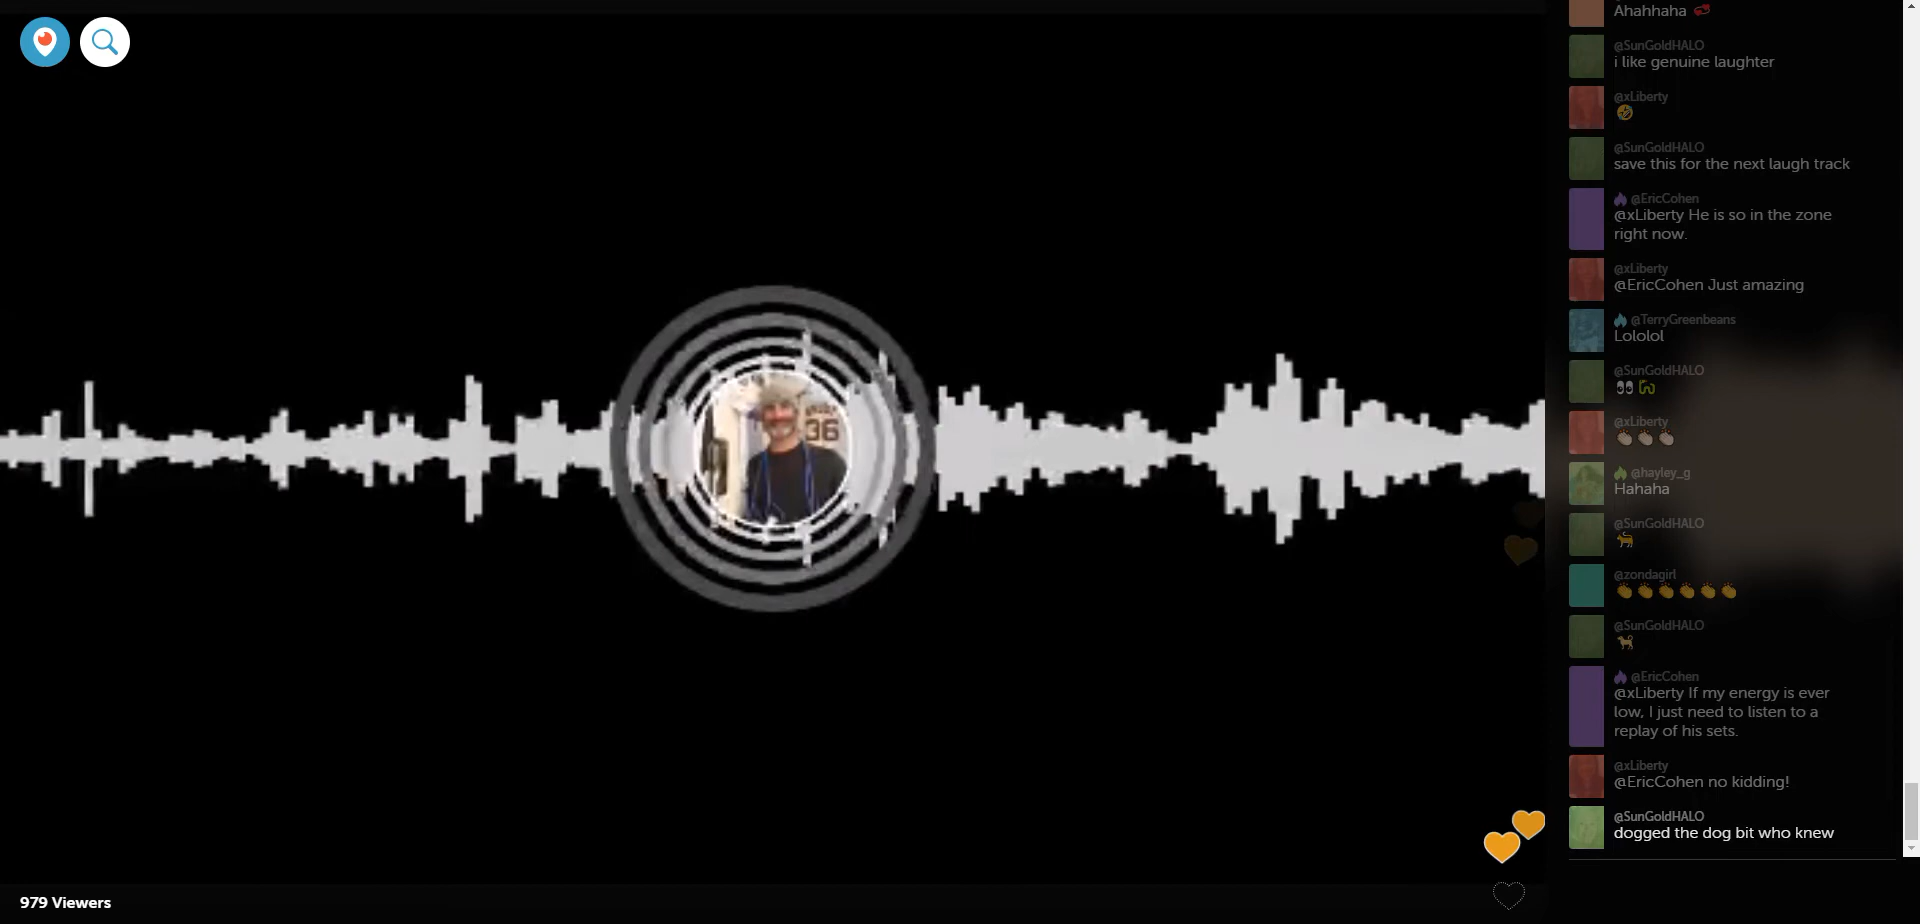 Ahahhaha 💞
@SunGoldHALO
i like genuine laughter
@xLiberty
🤣
@SunGoldHALO
save this for the next laugh track
@EricCohen
@xLiberty He is so in the zone
right now.
@xLiberty
@EricCohen Just amazing
@TerryGreenbeans
Lololol
@SunGoldHALO
👀🐍
@xLiberty
👏🏻👏🏻👏🏻
@hayley_g
Hahaha
@SunGoldHALO
🐆
@zondagirl
👏👏👏👏👏👏
@SunGoldHALO
🐕
@EricCohen
@xLiberty If my energy is ever
low, I just need to listen to a
replay of his sets.
@xLiberty
@EricCohen no kidding!
@SunGoldHALO
dogged the dog bit who knew
36
979 Viewers